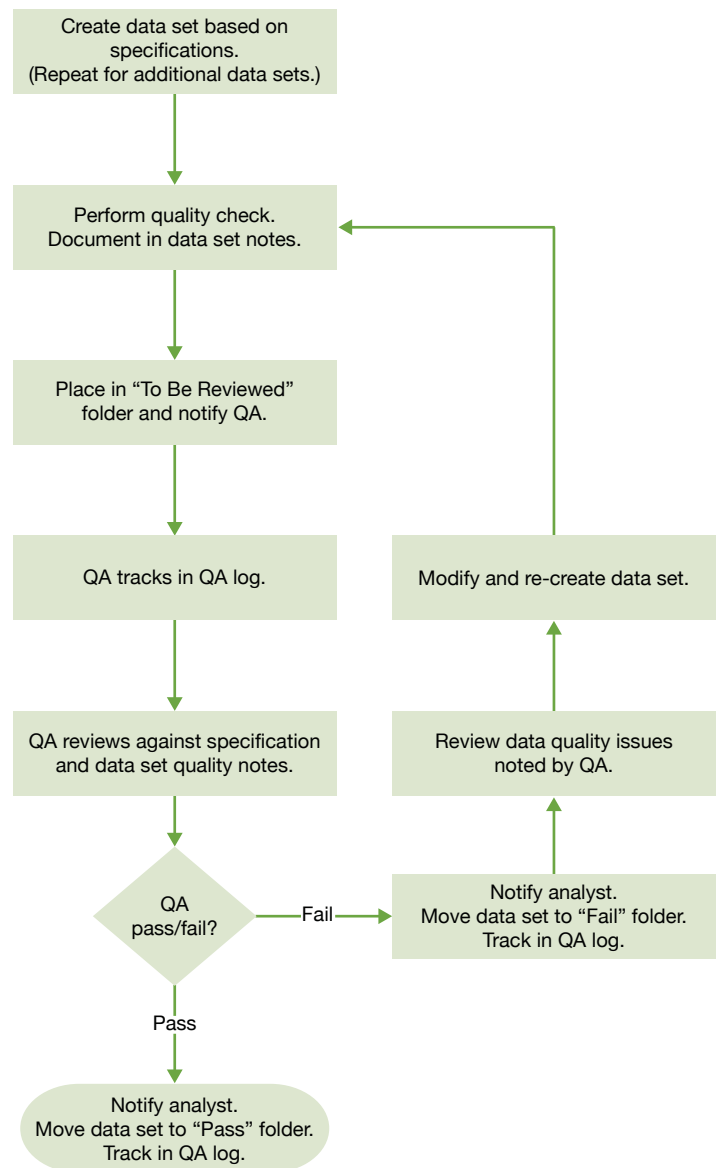 Create data set based on
specifications.
(Repeat for additional data sets.)
Perform quality check.
Document in data set notes.
Place in “To Be Reviewed”
folder and notify QA.
QA tracks in QA log.
QA reviews against specification
and data set quality notes.
QA
pass/fail?
Fail
Notify analyst.
Move data set to “Fail” folder.
Track in QA log.
Review data quality issues
noted by QA.
Modify and re-create data set.
Pass
Notify analyst.
Move data set to “Pass” folder.
Track in QA log.